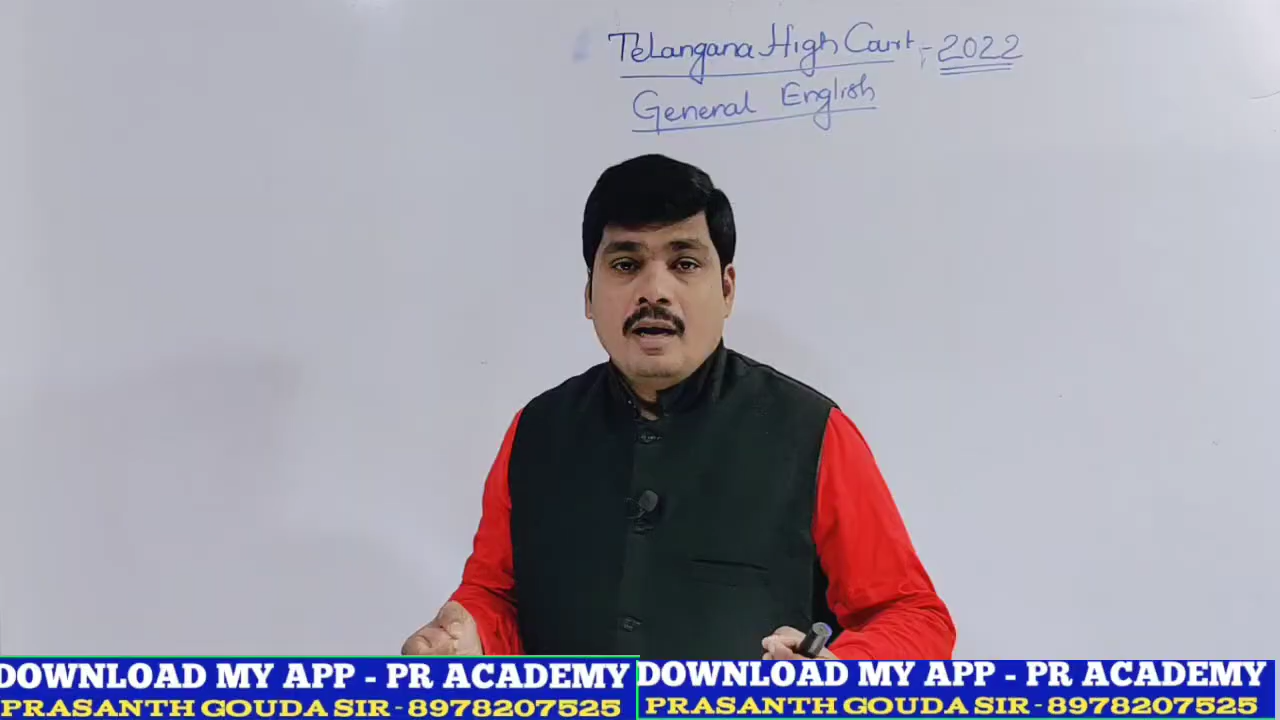 Telangana High Court :- 2022
General English
DOWNLOAD MY APP - PR ACADEMY DOWNLOAD MY APP - PR ACADEMY
PRASANTH GOUDA SIR - 8978207525 PRASANTH GOUDA SIR - 8978207525